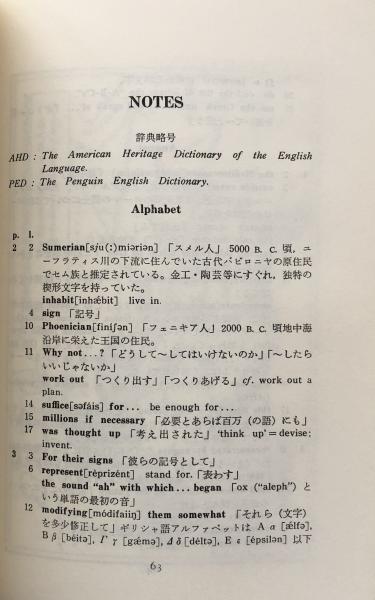 NOTES
辞典略号
AHD : The American Heritage Dictionary of the English
Language.
PED : The Penguin English Dictionary.
Alphabet
p. l.
2 2 Sumerian[sju(ː)miəriən]「スメル人」 5000 B. C. 頃, ユ
ーフラティス川の下流に住んでいた古代バビロニヤの原住民
でセム族と推定されている。金工・陶芸等にすぐれ, 独特の
楔形文字を持っていた。
inhabit[inhǽbit] live in.
4 sign 「記号」
10 Phoenician[finíʃən]「フェニキア人」2000 B. C. 頃地中海
沿岸に栄えた王国の住民。
11 Why not...?「どうして〜してはいけないのか」「〜したら
いいじゃないか」
work out 「つくり出す」「つくりあげる」cf. work out a
plan.
14 suffice[səfáis] for... be enough for...
15 millions if necessary 「必要とあらば百万（の語）にも」
17 was thought up 「考え出された」'think up'＝devise;
invent.
3 3 For their signs 「彼らの記号として」
6 represent[rèprizént] stand for.「表わす」
the sound "ah" with which...began 「ox ("aleph") と
いう単語の最初の音」
12 modifying[módifaiiŋ] them somewhat 「それら（文字）
を多少修正して」ギリシャ語アルファベットは Α α [ǽlfə],
Β β [béitə], Γ γ [gǽmə], Δ δ [déltə], Ε ε [épsilən] 以下
63